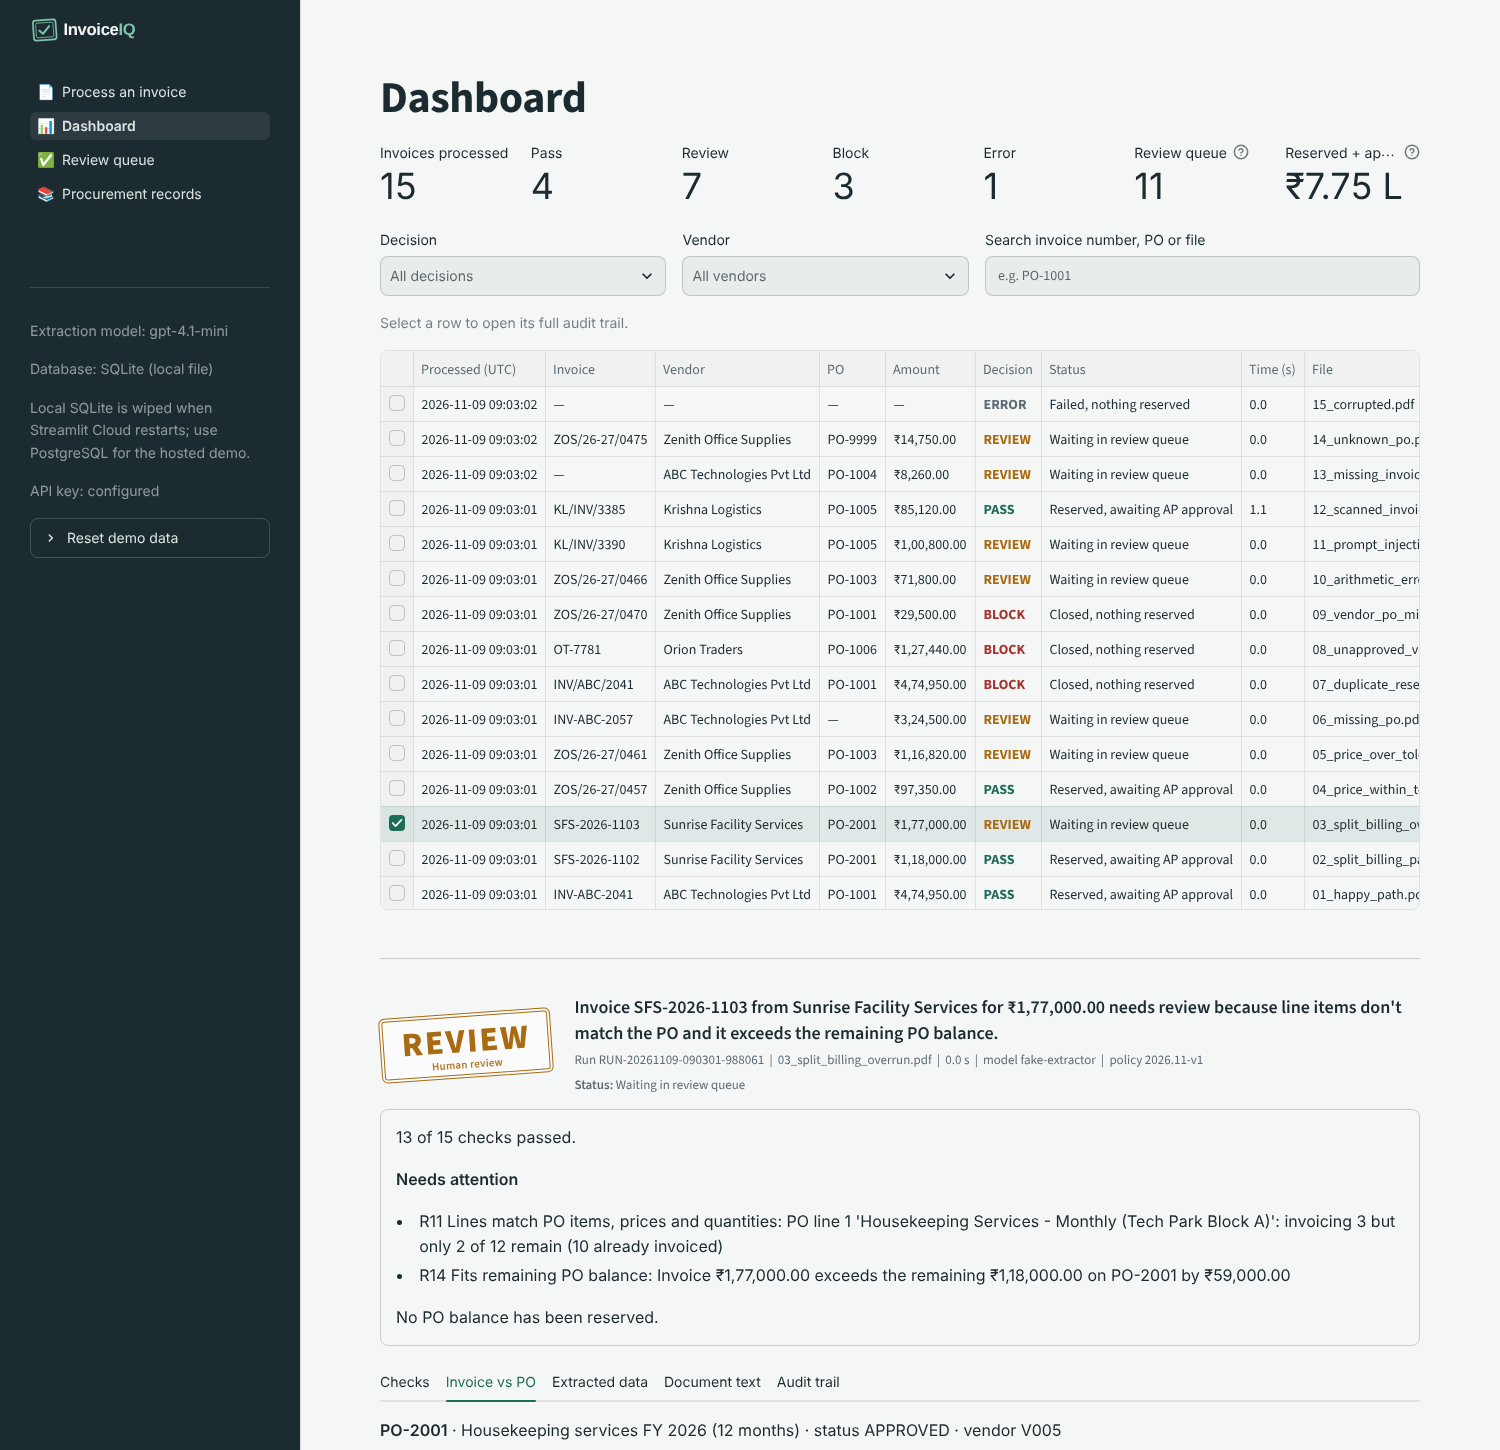 InvoiceIQ
Process an invoice
Dashboard
Review queue
Procurement records
Extraction model: gpt-4.1-mini
Database: SQLite (local file)
Local SQLite is wiped when
Streamlit Cloud restarts; use
PostgreSQL for the hosted demo.
API key: configured
Reset demo data
Dashboard
Invoices processed Pass Review Block Error Review queue Reserved + ap...
15 4 7 3 1 11 ₹7.75 L
Decision Vendor Search invoice number, PO or file
All decisions All vendors e.g. PO-1001
Select a row to open its full audit trail.
Processed (UTC) Invoice Vendor PO Amount Decision Status Time (s) File
2026-11-09 09:03:02 — — — — ERROR Failed, nothing reserved 0.0 15_corrupted.pdf
2026-11-09 09:03:02 ZOS/26-27/0475 Zenith Office Supplies PO-9999 ₹14,750.00 REVIEW Waiting in review queue 0.0 14_unknown_po.p
2026-11-09 09:03:02 — ABC Technologies Pvt Ltd PO-1004 ₹8,260.00 REVIEW Waiting in review queue 0.0 13_missing_invoic
2026-11-09 09:03:02 KL/INV/3385 Krishna Logistics PO-1005 ₹85,120.00 PASS Reserved, awaiting AP approval 1.1 12_scanned_invoi
2026-11-09 09:03:01 KL/INV/3390 Krishna Logistics PO-1005 ₹1,00,800.00 REVIEW Waiting in review queue 0.0 11_prompt_injecti
2026-11-09 09:03:01 ZOS/26-27/0466 Zenith Office Supplies PO-1003 ₹71,800.00 REVIEW Waiting in review queue 0.0 10_arithmetic_erro
2026-11-09 09:03:01 ZOS/26-27/0470 Zenith Office Supplies PO-1001 ₹29,500.00 BLOCK Closed, nothing reserved 0.0 09_vendor_po_mi
2026-11-09 09:03:01 OT-7781 Orion Traders PO-1006 ₹1,27,440.00 BLOCK Closed, nothing reserved 0.0 08_unapproved_v
2026-11-09 09:03:01 INV/ABC/2041 ABC Technologies Pvt Ltd PO-1001 ₹4,74,950.00 BLOCK Closed, nothing reserved 0.0 07_duplicate_rese
2026-11-09 09:03:01 INV-ABC-2057 ABC Technologies Pvt Ltd — ₹3,24,500.00 REVIEW Waiting in review queue 0.0 06_missing_po.pd
2026-11-09 09:03:01 ZOS/26-27/0461 Zenith Office Supplies PO-1003 ₹1,16,820.00 REVIEW Waiting in review queue 0.0 05_price_over_tol
2026-11-09 09:03:01 ZOS/26-27/0457 Zenith Office Supplies PO-1002 ₹97,350.00 PASS Reserved, awaiting AP approval 0.0 04_price_within_t
2026-11-09 09:03:01 SFS-2026-1103 Sunrise Facility Services PO-2001 ₹1,77,000.00 REVIEW Waiting in review queue 0.0 03_split_billing_ov
2026-11-09 09:03:01 SFS-2026-1102 Sunrise Facility Services PO-2001 ₹1,18,000.00 PASS Reserved, awaiting AP approval 0.0 02_split_billing_pa
2026-11-09 09:03:01 INV-ABC-2041 ABC Technologies Pvt Ltd PO-1001 ₹4,74,950.00 PASS Reserved, awaiting AP approval 0.0 01_happy_path.pd
REVIEW
Human review
Invoice SFS-2026-1103 from Sunrise Facility Services for ₹1,77,000.00 needs review because line items don't
match the PO and it exceeds the remaining PO balance.
Run RUN-20261109-090301-988061 | 03_split_billing_overrun.pdf | 0.0 s | model fake-extractor | policy 2026.11-v1
Status: Waiting in review queue
13 of 15 checks passed.
Needs attention
• R11 Lines match PO items, prices and quantities: PO line 1 'Housekeeping Services - Monthly (Tech Park Block A)': invoicing 3 but
only 2 of 12 remain (10 already invoiced)
• R14 Fits remaining PO balance: Invoice ₹1,77,000.00 exceeds the remaining ₹1,18,000.00 on PO-2001 by ₹59,000.00
No PO balance has been reserved.
Checks Invoice vs PO Extracted data Document text Audit trail
PO-2001 · Housekeeping services FY 2026 (12 months) · status APPROVED · vendor V005